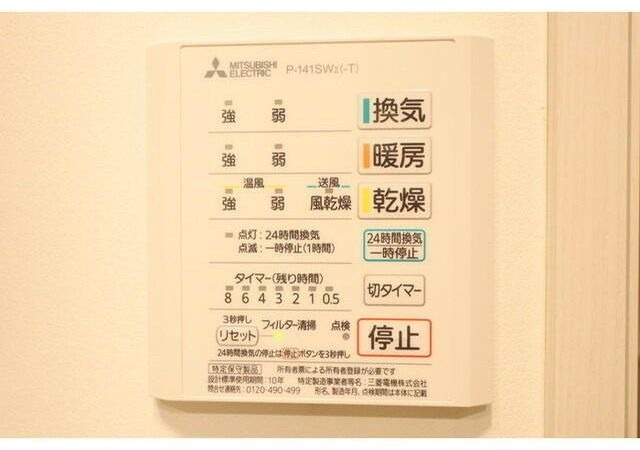 MITSUBISHI ELECTRIC P-141SW2(-T)
強 弱 換気
強 弱 暖房
温風 送風
強 弱 風乾燥 乾燥
点灯:24時間換気
点滅:一時停止(1時間)
24時間換気
一時停止
タイマー(残り時間)
8 6 4 3 2 1 0.5
切タイマー
3秒押し フィルター清掃 点検
リセット
停止
24時間換気の停止は停止ボタンを3秒押し
特定保守製品 所有者票による所有者登録が必要です
設計標準使用期間:10年 特定製造事業者等名:三菱電機株式会社
問合せ連絡先:0120-490-499 形名、製造年月、点検期間は本体に記載